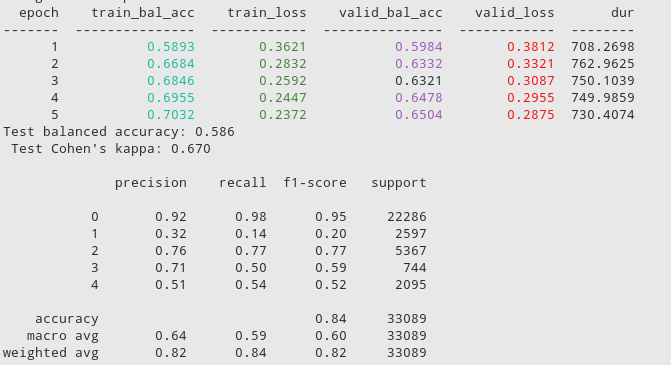 epoch train_bal_acc train_loss valid_bal_acc valid_loss dur
------- --------------- ------------ --------------- ------------ --------
1 0.5893 0.3621 0.5984 0.3812 708.2698
2 0.6684 0.2832 0.6332 0.3321 762.9625
3 0.6846 0.2592 0.6321 0.3087 750.1039
4 0.6955 0.2447 0.6478 0.2955 749.9859
5 0.7032 0.2372 0.6504 0.2875 730.4074
Test balanced accuracy: 0.586
Test Cohen's kappa: 0.670
precision recall f1-score support
0 0.92 0.98 0.95 22286
1 0.32 0.14 0.20 2597
2 0.76 0.77 0.77 5367
3 0.71 0.50 0.59 744
4 0.51 0.54 0.52 2095
accuracy 0.84 33089
macro avg 0.64 0.59 0.60 33089
weighted avg 0.82 0.84 0.82 33089